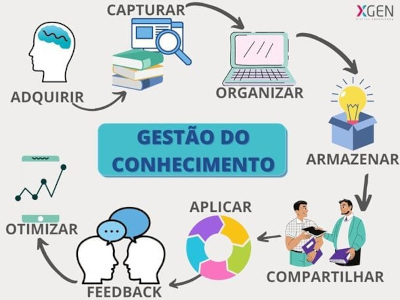 CAPTURAR
XGEN
ADQUIRIR
ORGANIZAR
GESTÃO DO
CONHECIMENTO
ARMAZENAR
APLICAR
OTIMIZAR
COMPARTILHAR
FEEDBACK